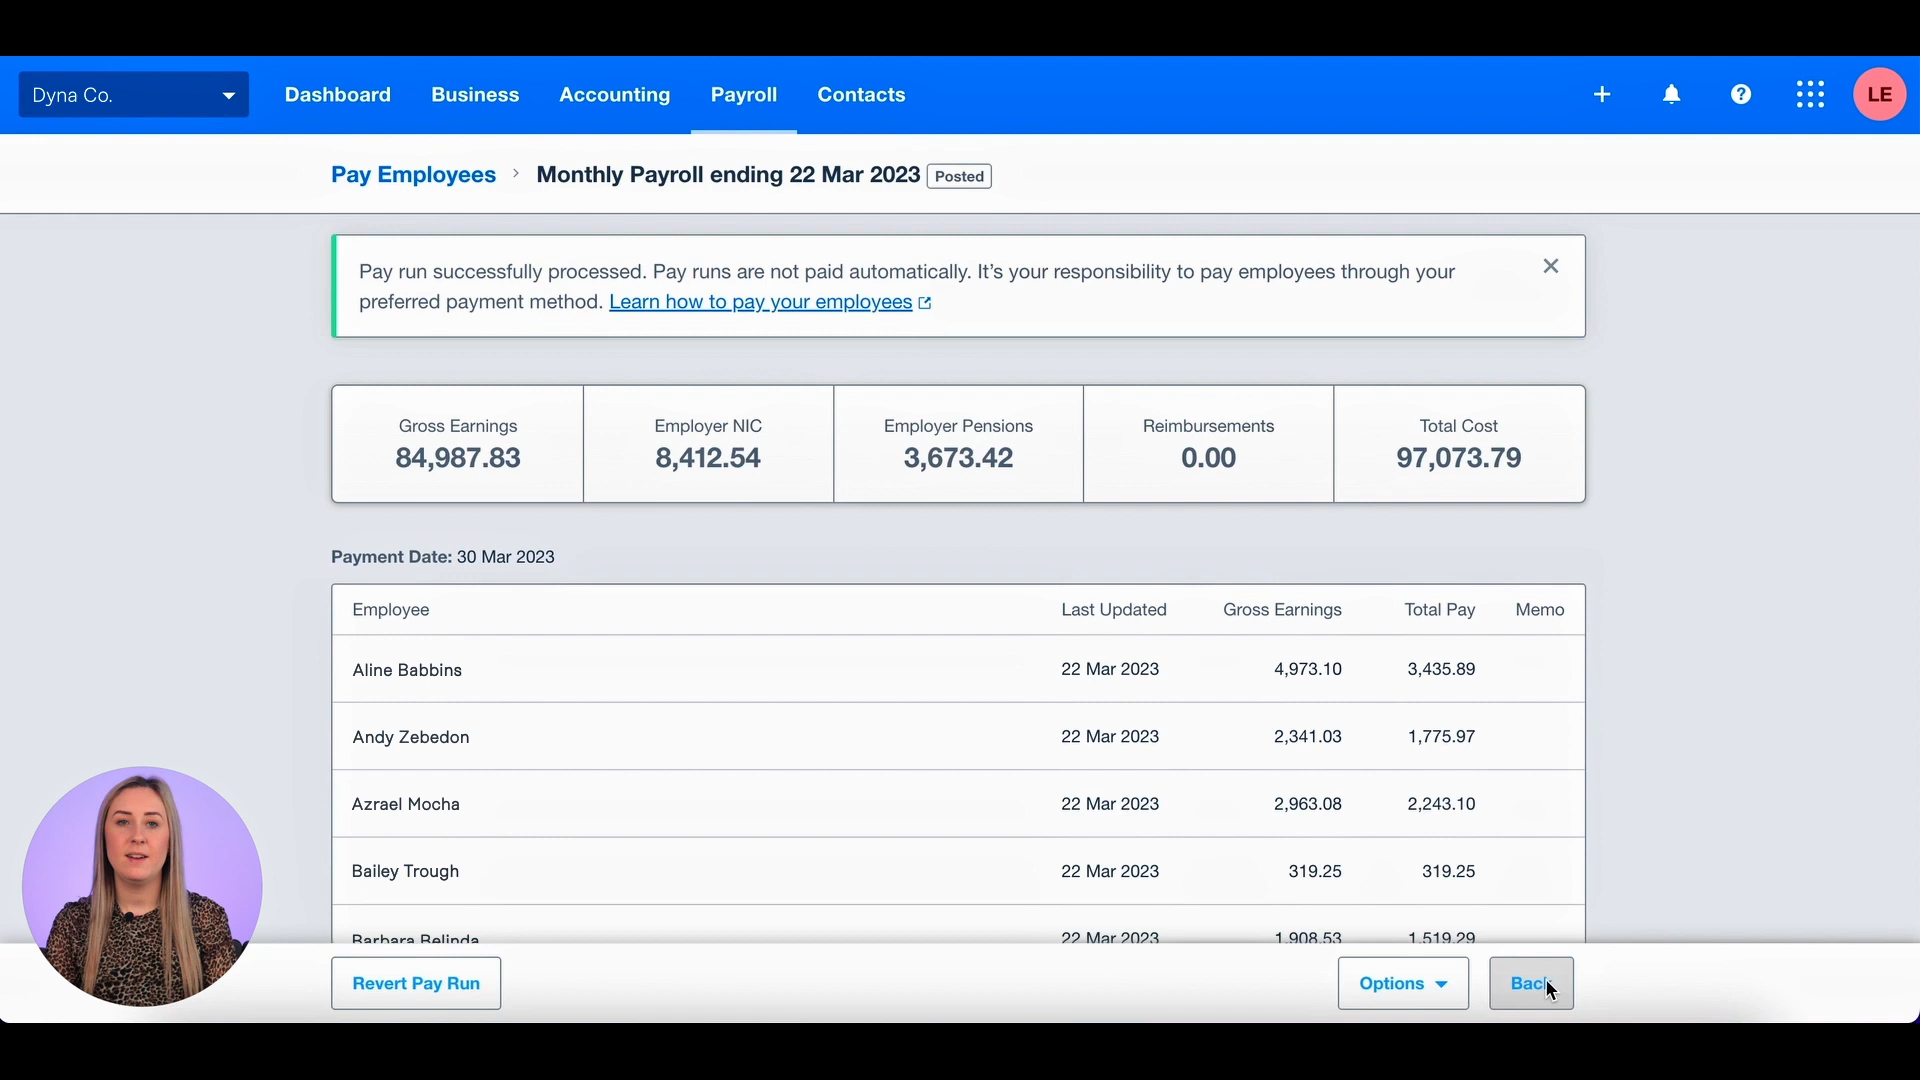 Dyna Co.
Dashboard
Business
Accounting
Payroll
Contacts
LE
Pay Employees
Monthly Payroll ending 22 Mar 2023
Posted
Pay run successfully processed. Pay runs are not paid automatically. It's your responsibility to pay employees through your
preferred payment method. Learn how to pay your employees
Gross Earnings
84,987.83
Employer NIC
8,412.54
Employer Pensions
3,673.42
Reimbursements
0.00
Total Cost
97,073.79
Payment Date: 30 Mar 2023
Employee Last Updated Gross Earnings Total Pay Memo
Aline Babbins 22 Mar 2023 4,973.10 3,435.89
Andy Zebedon 22 Mar 2023 2,341.03 1,775.97
Azrael Mocha 22 Mar 2023 2,963.08 2,243.10
Bailey Trough 22 Mar 2023 319.25 319.25
Barbara Belinda 22 Mar 2023 1,908.53 1,519.29
Revert Pay Run
Options
Back